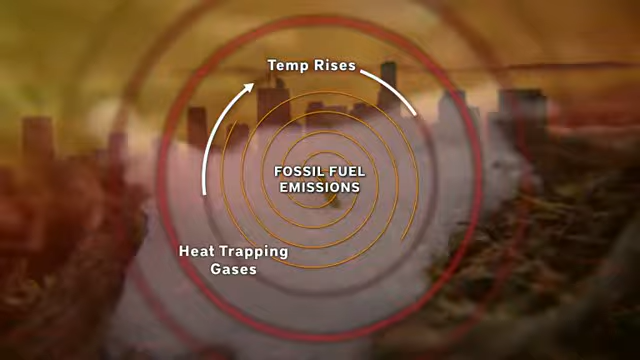 Temp Rises
FOSSIL FUEL
EMISSIONS
Heat Trapping
Gases